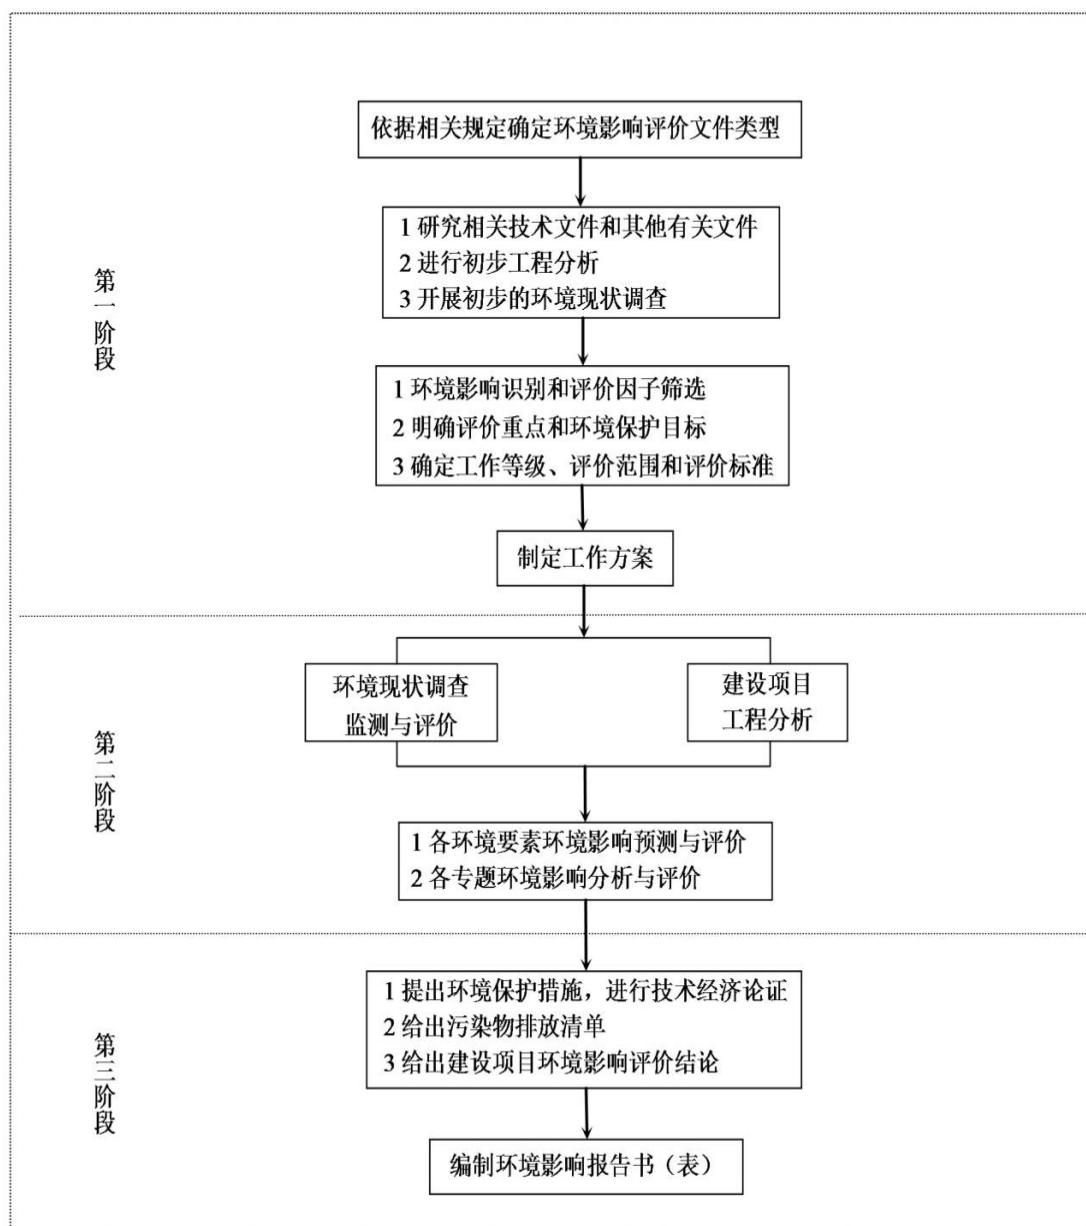 依据相关规定确定环境影响评价文件类型
1 研究相关技术文件和其他有关文件
2 进行初步工程分析
3 开展初步的环境现状调查
第一阶段
1 环境影响识别和评价因子筛选
2 明确评价重点和环境保护目标
3 确定工作等级、评价范围和评价标准
制定工作方案
环境现状调查
监测与评价
建设项目
工程分析
第二阶段
1 各环境要素环境影响预测与评价
2 各专题环境影响分析与评价
1 提出环境保护措施，进行技术经济论证
2 给出污染物排放清单
3 给出建设项目环境影响评价结论
第三阶段
编制环境影响报告书（表）